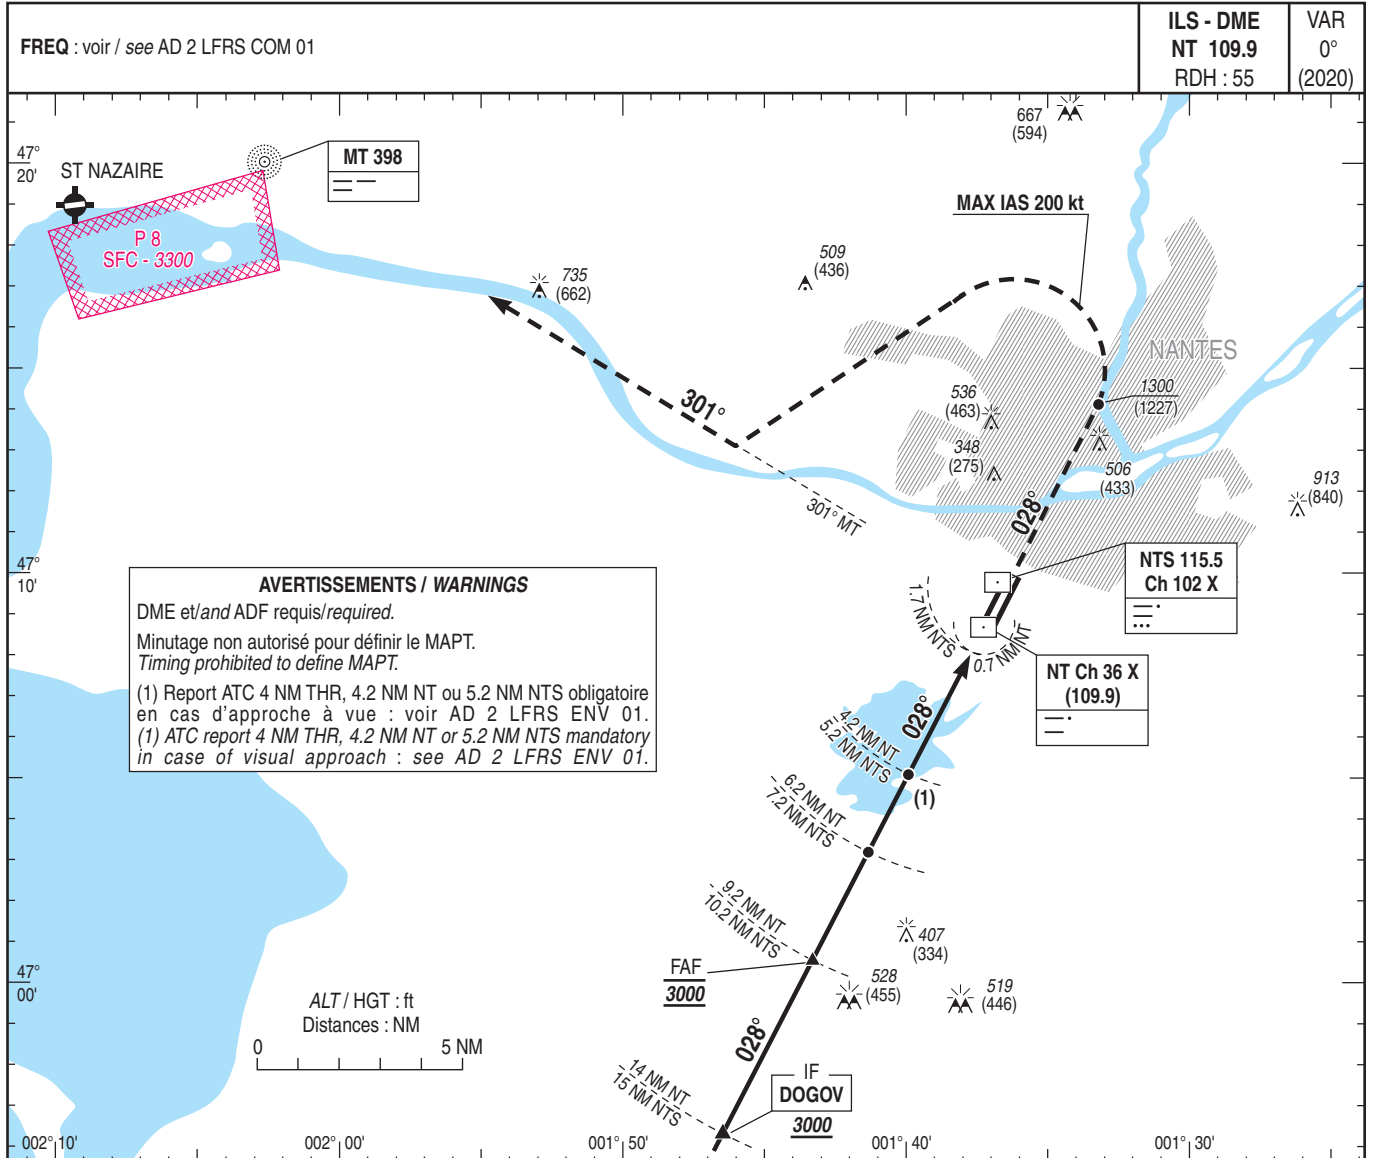 FREQ : voir / see AD 2 LFRS COM 01
ILS - DME
NT 109.9
RDH : 55
VAR
0°
(2020)
47°
20'
ST NAZAIRE
MT 398
P 8
SFC - 3300
667
(594)
MAX IAS 200 kt
735
(662)
509
(436)
NANTES
1300
(1227)
536
(463)
348
(275)
506
(433)
913
(840)
301°
301° MT
028°
47°
10'
AVERTISSEMENTS / WARNINGS
DME et/and ADF requis/required.
Minutage non autorisé pour définir le MAPT.
Timing prohibited to define MAPT.
(1) Report ATC 4 NM THR, 4.2 NM NT ou 5.2 NM NTS obligatoire
en cas d'approche à vue : voir AD 2 LFRS ENV 01.
(1) ATC report 4 NM THR, 4.2 NM NT or 5.2 NM NTS mandatory
in case of visual approach : see AD 2 LFRS ENV 01.
NTS 115.5
Ch 102 X
1.7 NM NTS
0.7 NM NT
NT Ch 36 X
(109.9)
028°
4.2 NM NT
5.2 NM NTS
(1)
6.2 NM NT
7.2 NM NTS
9.2 NM NT
10.2 NM NTS
407
(334)
FAF
3000
528
(455)
519
(446)
47°
00'
ALT / HGT : ft
Distances : NM
0
5 NM
028°
14 NM NT
15 NM NTS
IF
DOGOV
3000
002°10'
002°00'
001°50'
001°40'
001°30'